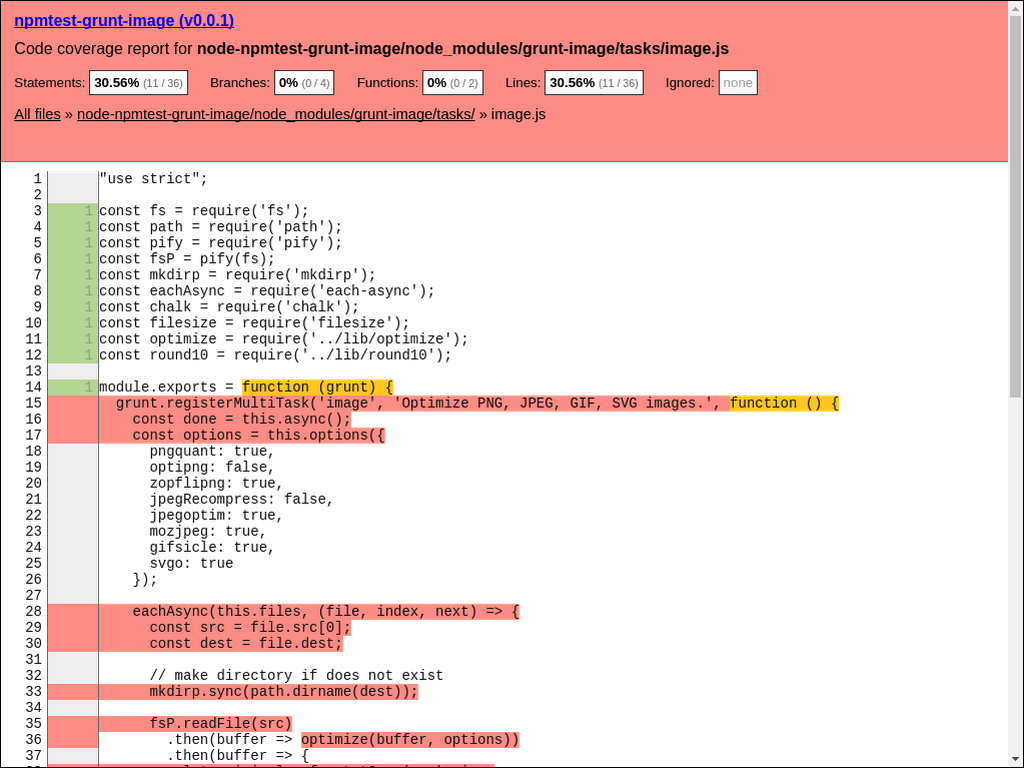 npmtest-grunt-image (v0.0.1)
Code coverage report for node-npmtest-grunt-image/node_modules/grunt-image/tasks/image.js
Statements: 30.56% (11 / 36) Branches: 0% (0 / 4) Functions: 0% (0 / 2) Lines: 30.56% (11 / 36) Ignored: none
All files » node-npmtest-grunt-image/node_modules/grunt-image/tasks/ » image.js
1 "use strict";
2
3 1 const fs = require('fs');
4 1 const path = require('path');
5 1 const pify = require('pify');
6 1 const fsP = pify(fs);
7 1 const mkdirp = require('mkdirp');
8 1 const eachAsync = require('each-async');
9 1 const chalk = require('chalk');
10 1 const filesize = require('filesize');
11 1 const optimize = require('../lib/optimize');
12 1 const round10 = require('../lib/round10');
13
14 1 module.exports = function (grunt) {
15   grunt.registerMultiTask('image', 'Optimize PNG, JPEG, GIF, SVG images.', function () {
16     const done = this.async();
17     const options = this.options({
18       pngquant: true,
19       optipng: false,
20       zopflipng: true,
21       jpegRecompress: false,
22       jpegoptim: true,
23       mozjpeg: true,
24       gifsicle: true,
25       svgo: true
26     });
27
28     eachAsync(this.files, (file, index, next) => {
29       const src = file.src[0];
30       const dest = file.dest;
31
32       // make directory if does not exist
33       mkdirp.sync(path.dirname(dest));
34
35       fsP.readFile(src)
36         .then(buffer => optimize(buffer, options))
37         .then(buffer => {